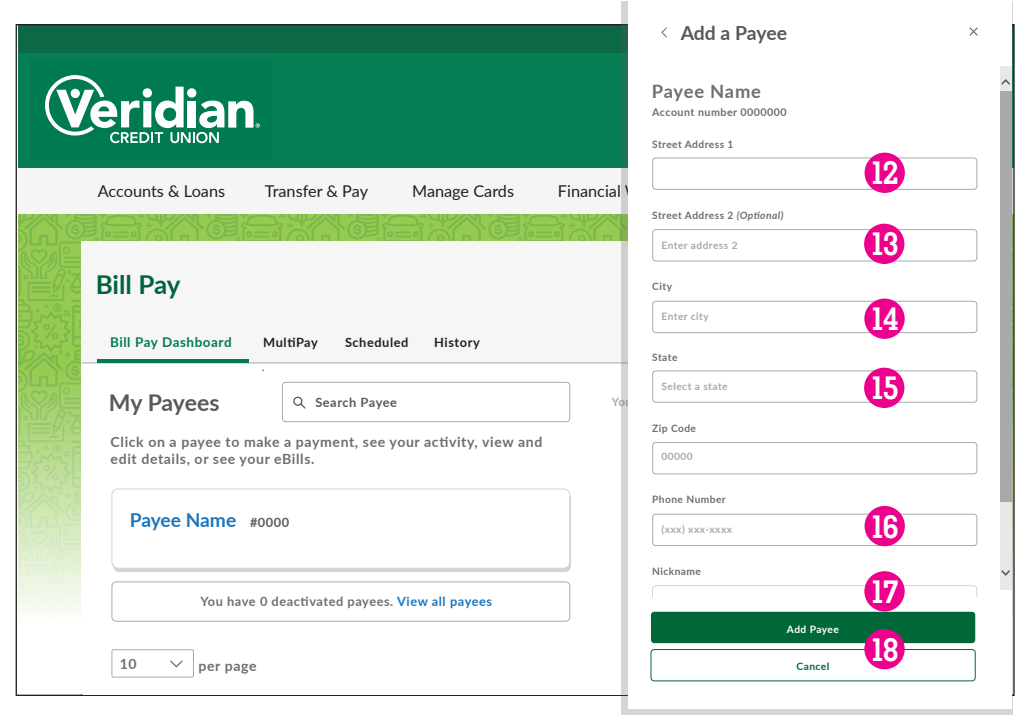 Veridian
CREDIT UNION
Accounts & Loans
Transfer & Pay
Manage Cards
Financial
Bill Pay
Bill Pay Dashboard
MultiPay
Scheduled
History
My Payees
Search Payee
Click on a payee to make a payment, see your activity, view and
edit details, or see your eBills.
Payee Name #0000
You have 0 deactivated payees. View all payees
10
per page
Add a Payee
Payee Name
Account number 0000000
Street Address 1
12
Street Address 2 (Optional)
Enter address 2
13
City
Enter city
14
State
Select a state
15
Zip Code
00000
Phone Number
(xxx) xxx-xxxx
16
Nickname
17
Add Payee
18
Cancel